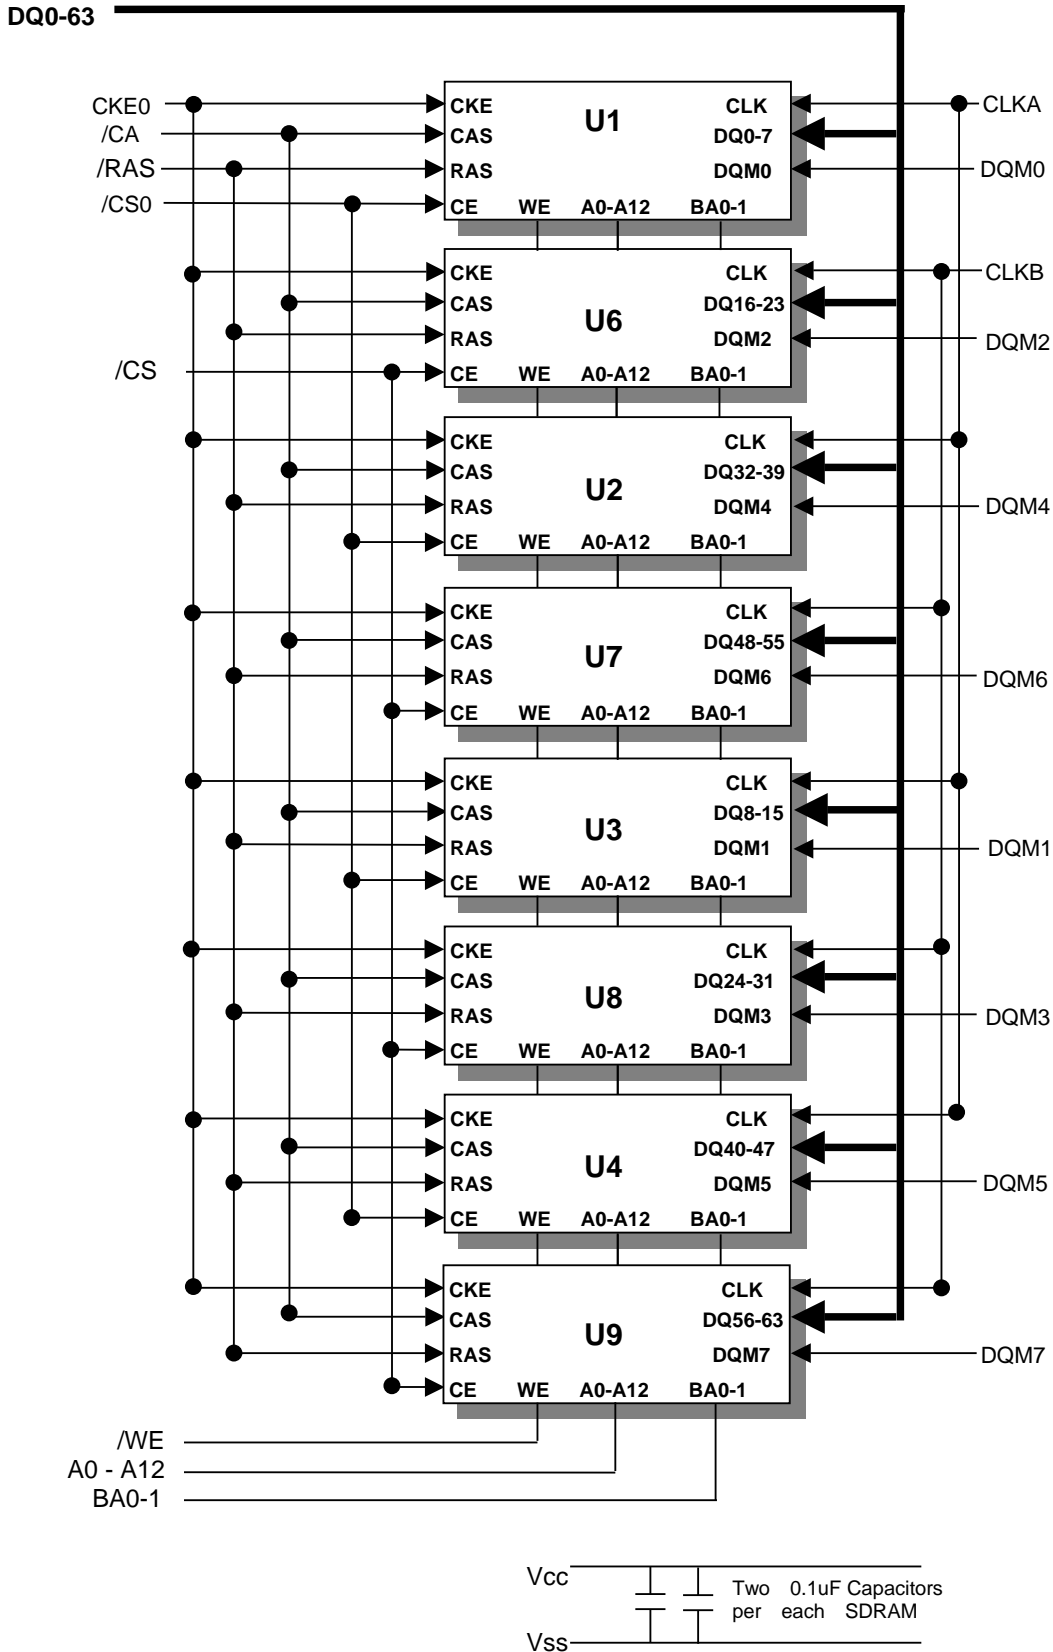 DQ0-63
CKE0
/CA
/RAS
/CS0
CKE CLK
U1
CAS DQ0-7
RAS DQM0
CE WE A0-A12 BA0-1
CLKA
DQM0
CKE CLK
CAS DQ16-23
U6
RAS DQM2
CE WE A0-A12 BA0-1
CLKB
DQM2
/CS
CKE CLK
CAS DQ32-39
U2
RAS DQM4
CE WE A0-A12 BA0-1
DQM4
CKE CLK
CAS DQ48-55
U7
RAS DQM6
CE WE A0-A12 BA0-1
DQM6
CKE CLK
CAS DQ8-15
U3
RAS DQM1
CE WE A0-A12 BA0-1
DQM1
CKE CLK
CAS DQ24-31
U8
RAS DQM3
CE WE A0-A12 BA0-1
DQM3
CKE CLK
CAS DQ40-47
U4
RAS DQM5
CE WE A0-A12 BA0-1
DQM5
CKE CLK
CAS DQ56-63
U9
RAS DQM7
CE WE A0-A12 BA0-1
DQM7
/WE
A0 - A12
BA0-1
Vcc
Two 0.1uF Capacitors
per each SDRAM
Vss